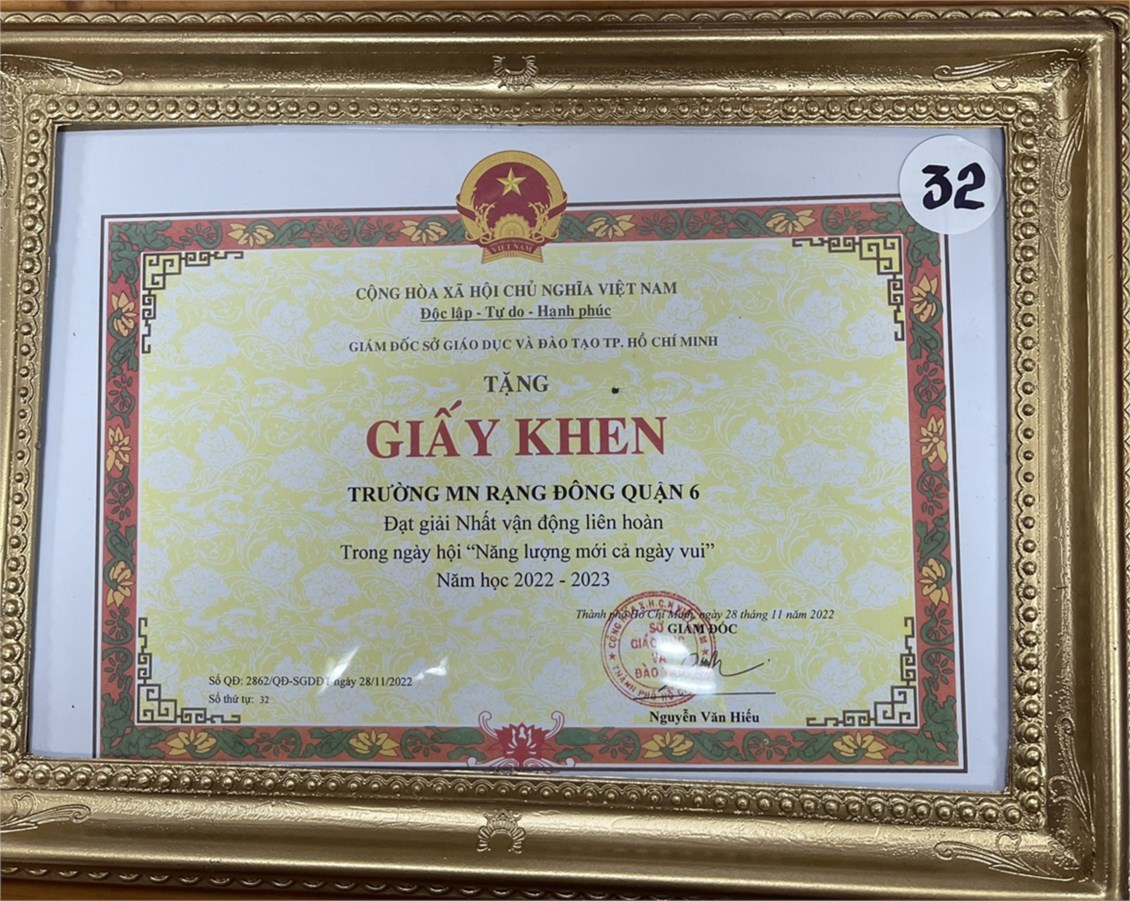 32
VIỆT NAM
CỘNG HÒA XÃ HỘI CHỦ NGHĨA VIỆT NAM
Độc lập - Tự do - Hạnh phúc
GIÁM ĐỐC SỞ GIÁO DỤC VÀ ĐÀO TẠO TP. HỒ CHÍ MINH
TẶNG
GIẤY KHEN
TRƯỜNG MN RẠNG ĐÔNG QUẬN 6
Đạt giải Nhất vận động liên hoàn
Trong ngày hội “Năng lượng mới cả ngày vui”
Năm học 2022 - 2023
Thành phố Hồ Chí Minh, ngày 28 tháng 11 năm 2022
GIÁM ĐỐC
SỞ
VÀ
ĐÀO
Số QĐ: 2862/QĐ-SGDĐT ngày 28/11/2022
Số thứ tự: 32
Nguyễn Văn Hiếu